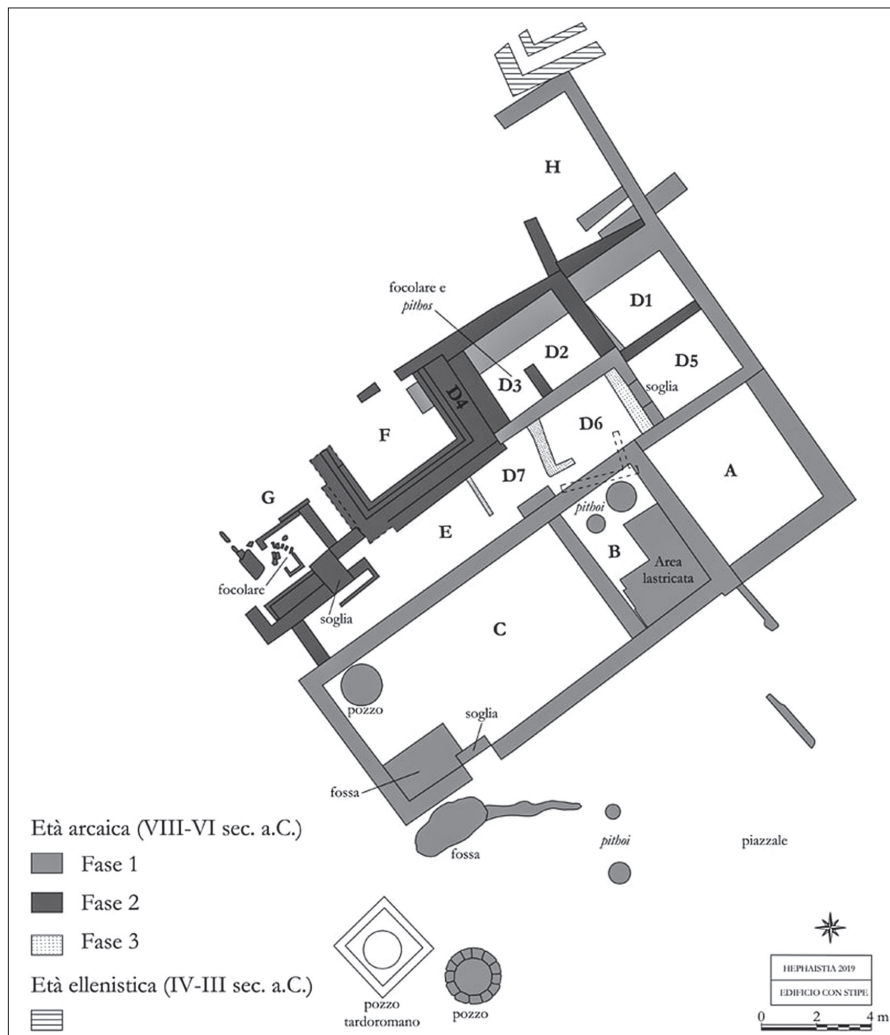 H
focolare e
pithos
D1
D2
D5
D3
soglia
D4
F
D6
A
D7
G
pithoi
E
B
Area
lastricata
focolare
soglia
C
pozzo
soglia
fossa
fossa
pithoi
piazzale
Età arcaica (VIII-VI sec. a.C.)
Fase 1
Fase 2
Fase 3
Età ellenistica (IV-III sec. a.C.)
pozzo
tardoromano
pozzo
HEPHAISTIA 2019
EDIFICIO CON STIPE
0 2 4 m